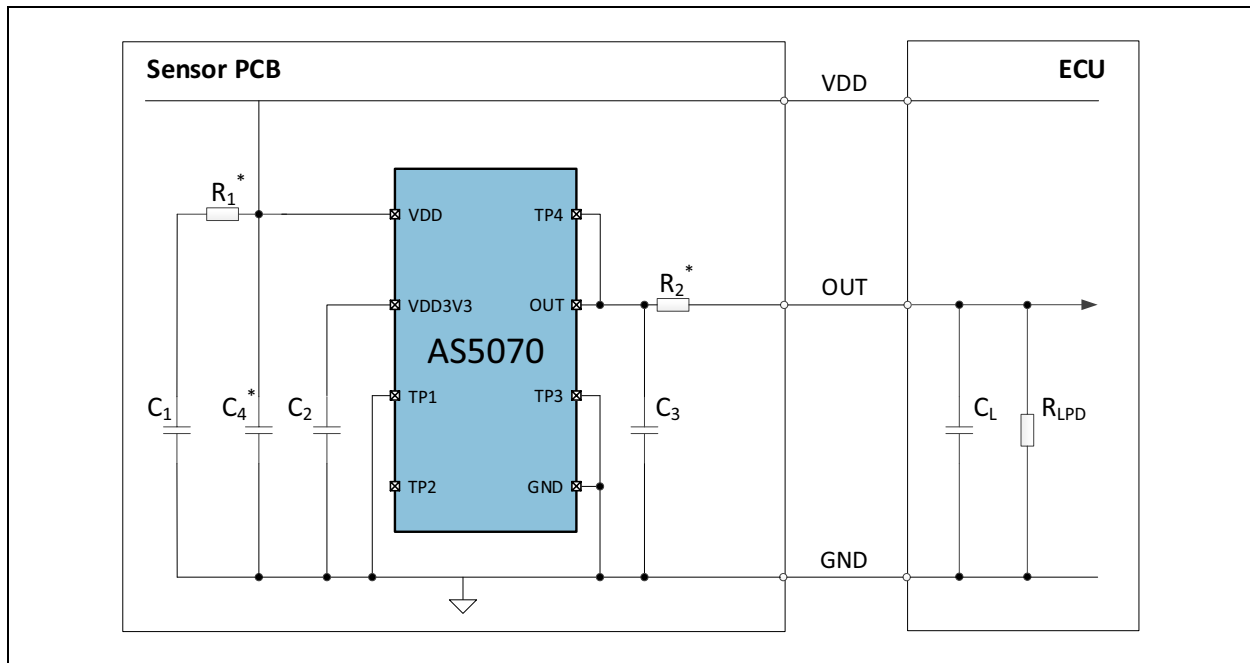 Sensor PCB
ECU
VDD
R1*
VDD
TP4
R2*
OUT
VDD3V3
OUT
AS5070
C1
C4*
C2
TP1
TP3
C3
CL
RLPD
TP2
GND
GND